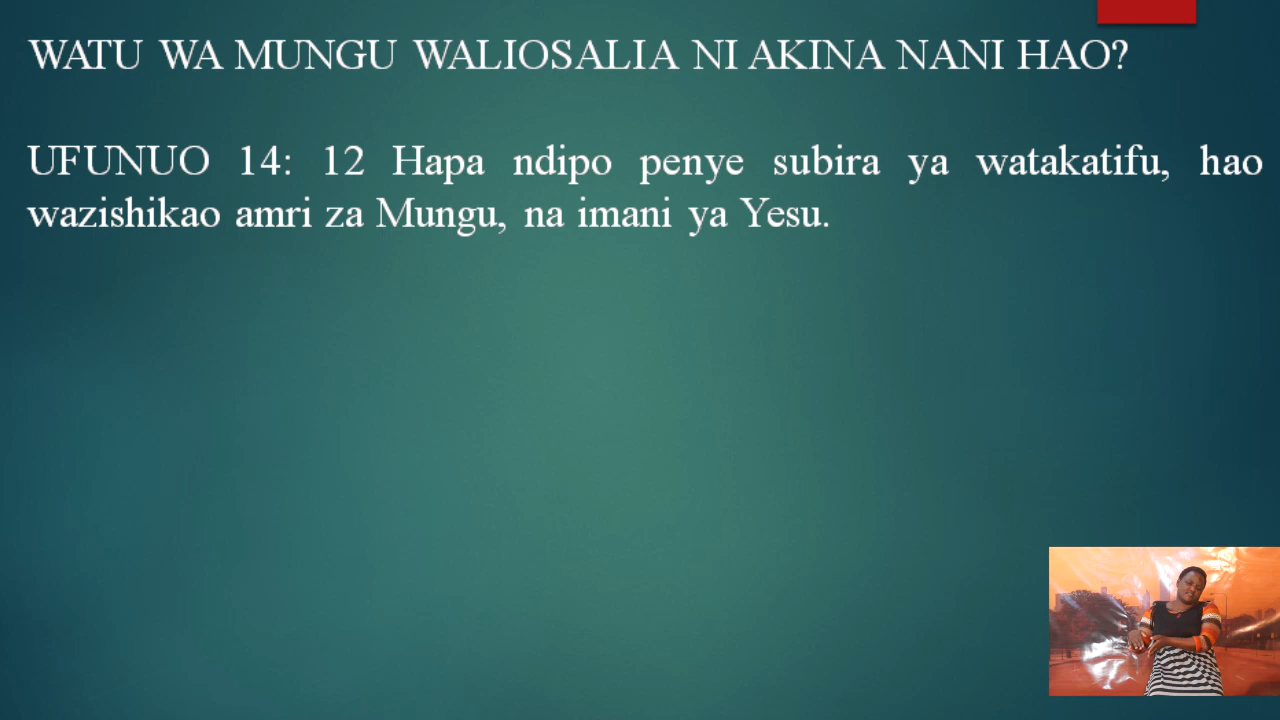 WATU WA MUNGU WALIOSALIA NI AKINA NANI HAO?
UFUNUO 14: 12 Hapa ndipo penye subira ya watakatifu, hao
wazishikao amri za Mungu, na imani ya Yesu.